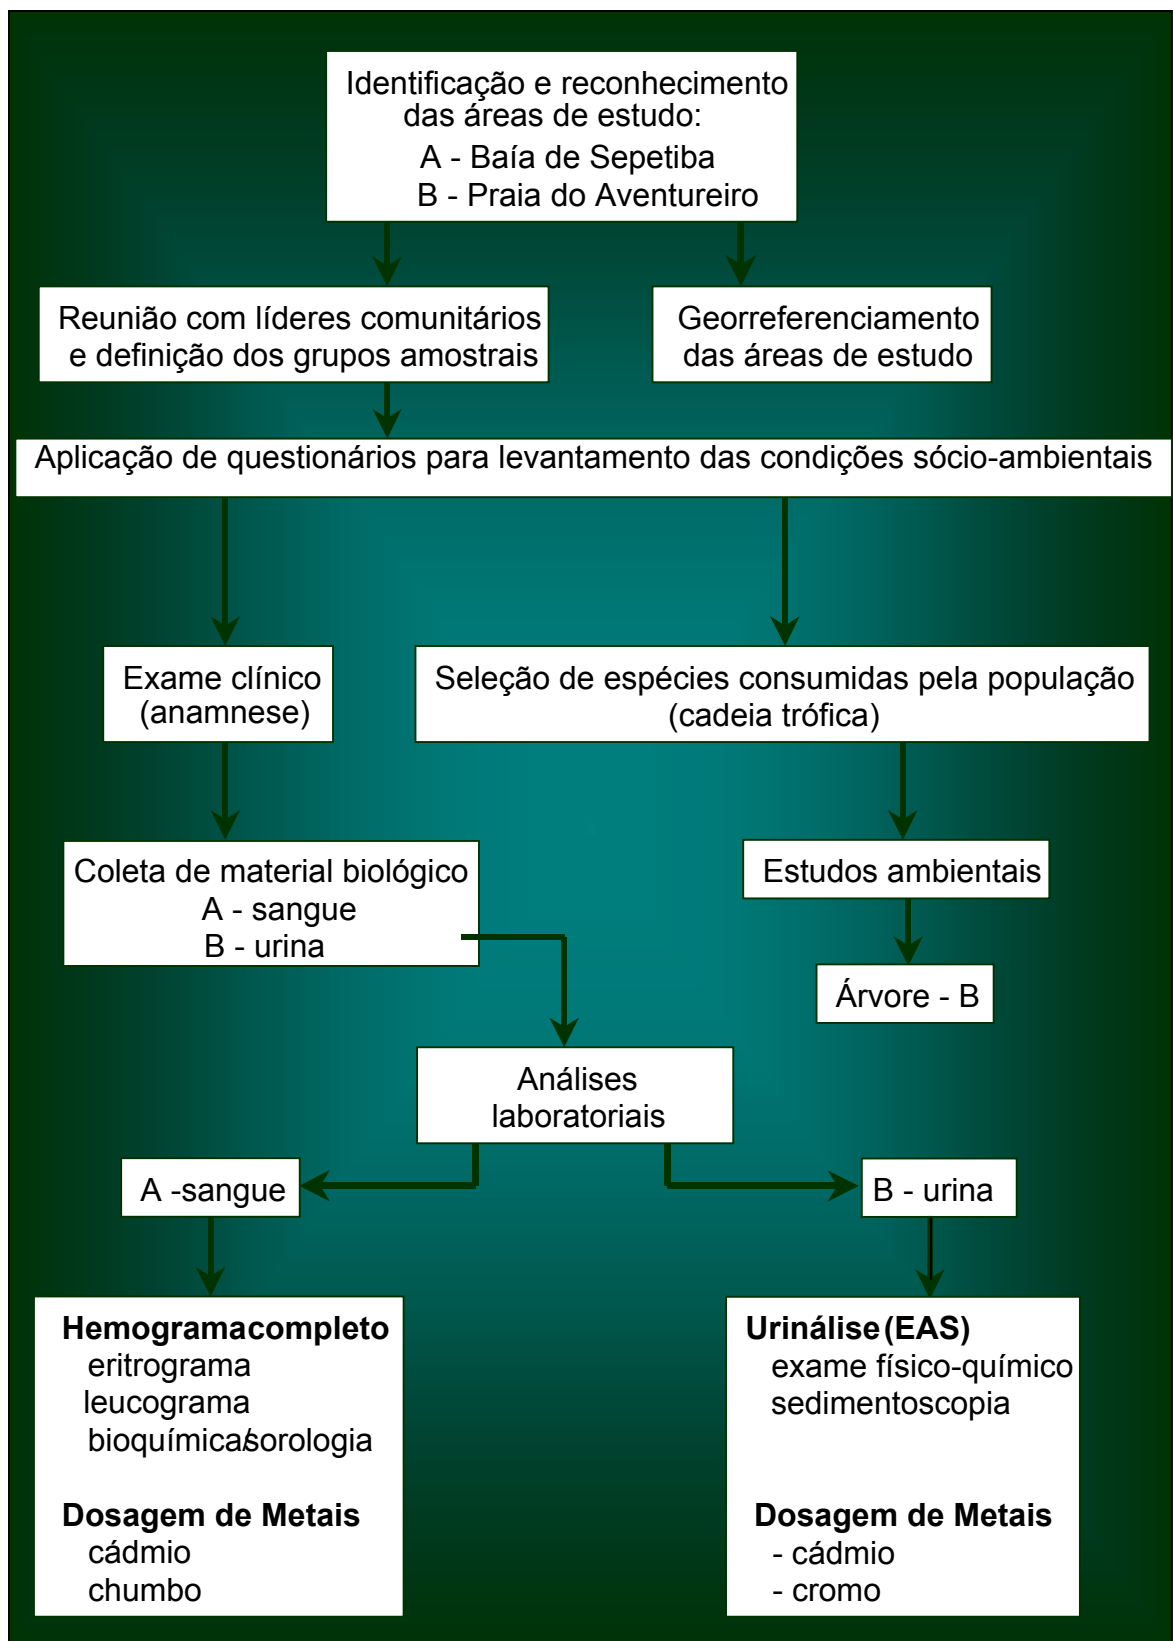 Identificação e reconhecimento
das áreas de estudo:
A - Baía de Sepetiba
B - Praia do Aventureiro
Reunião com líderes comunitários
e definição dos grupos amostrais
Georreferenciamento
das áreas de estudo
Aplicação de questionários para levantamento das condições sócio-ambientais
Exame clínico
(anamnese)
Seleção de espécies consumidas pela população
(cadeia trófica)
Coleta de material biológico
A - sangue
B - urina
Estudos ambientais
Árvore - B
Análises
laboratoriais
A -sangue
B - urina
Hemogramacompleto
eritrograma
leucograma
bioquímica/sorologia
Dosagem de Metais
cádmio
chumbo
Urinálise (EAS)
exame físico-químico
sedimentoscopia
Dosagem de Metais
- cádmio
- cromo